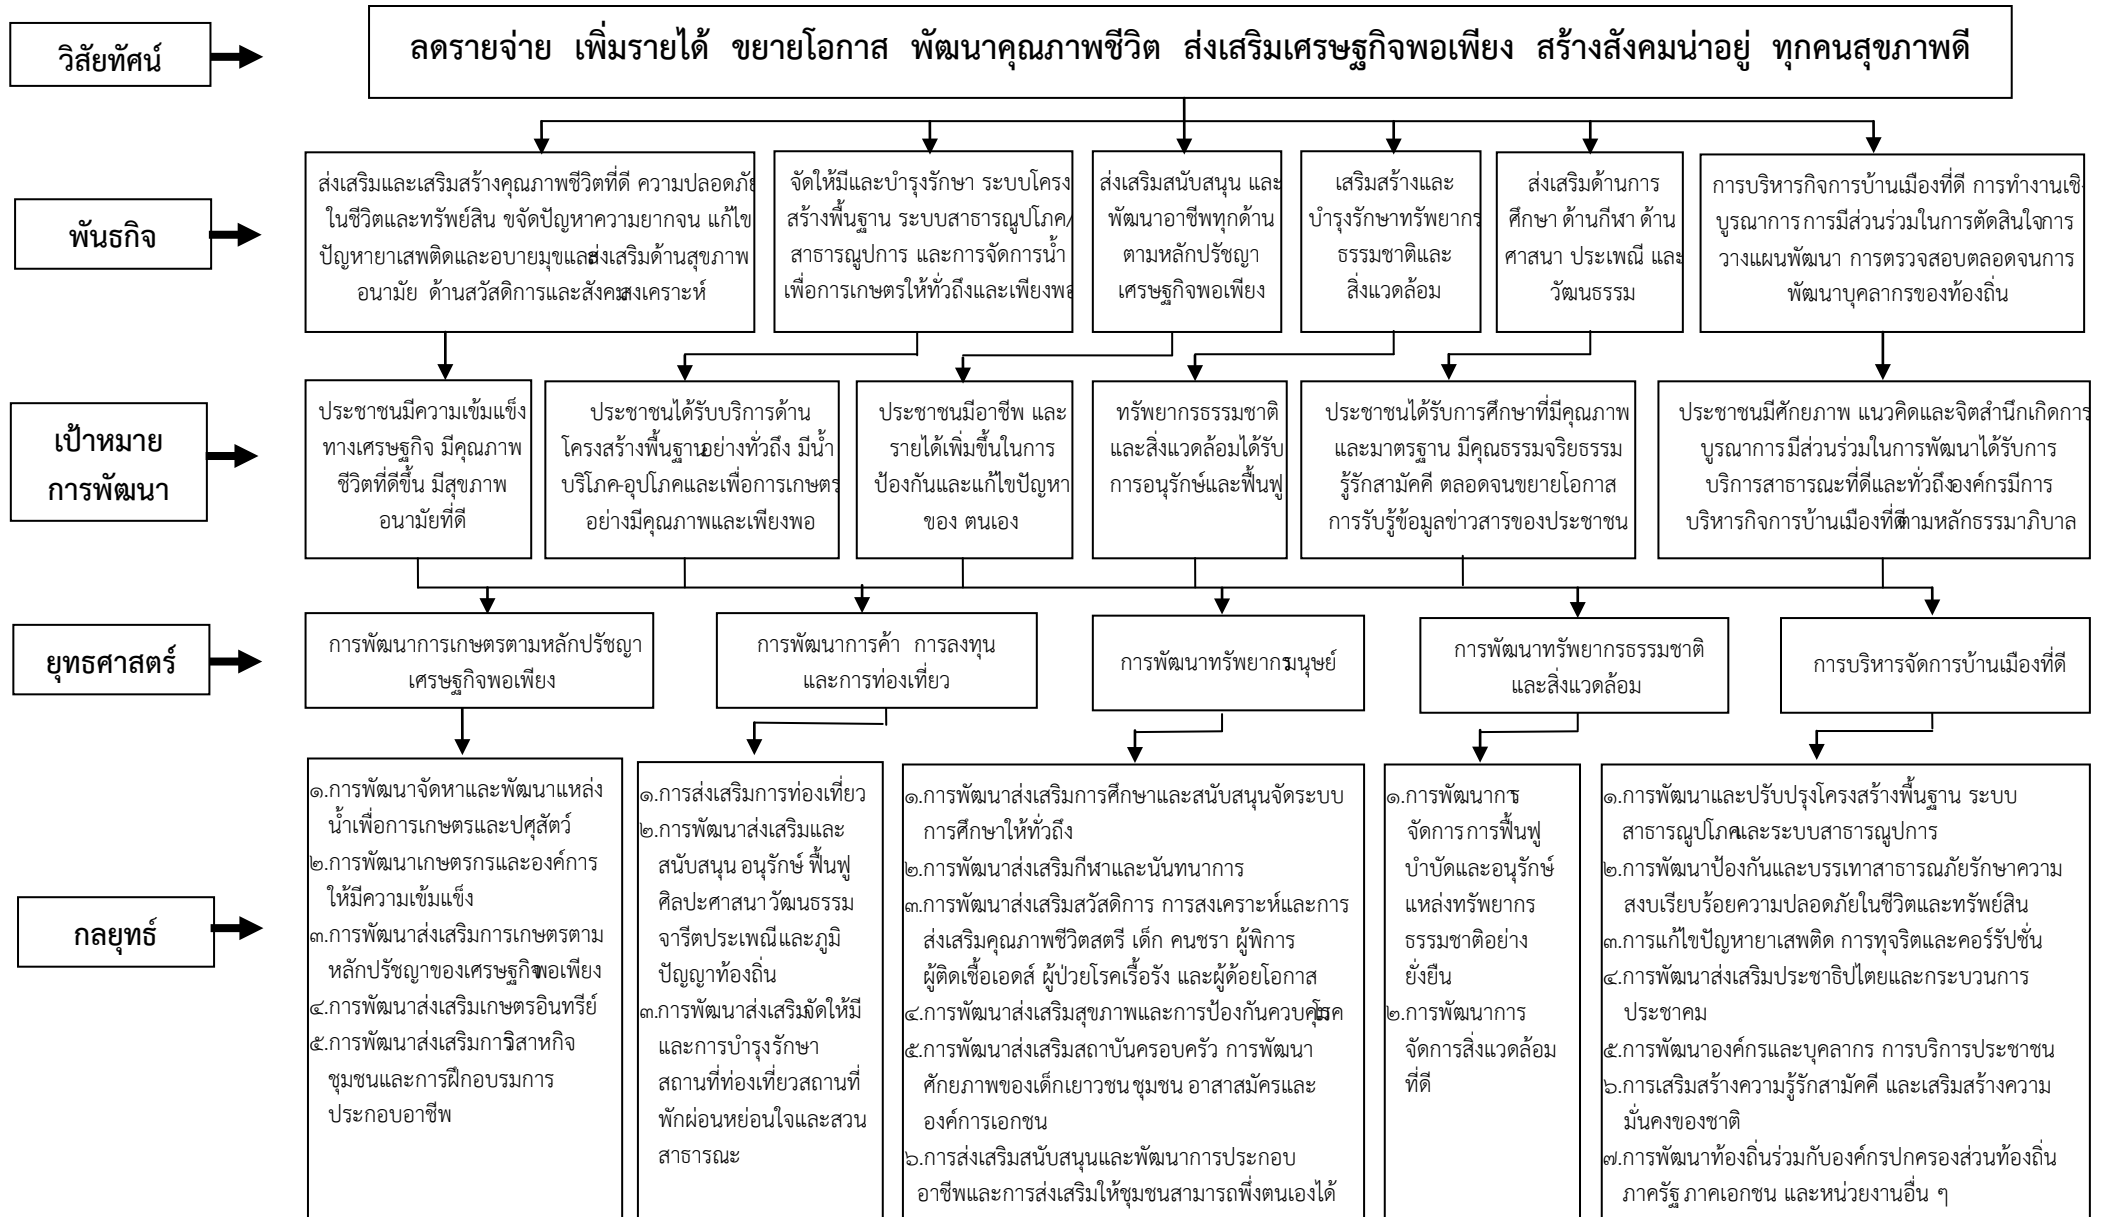 วิสัยทัศน์
ลดรายจ่าย เพิ่มรายได้ ขยายโอกาส พัฒนาคุณภาพชีวิต ส่งเสริมเศรษฐกิจพอเพียง สร้างสังคมน่าอยู่ ทุกคนสุขภาพดี
พันธกิจ
ส่งเสริมและเสริมสร้างคุณภาพชีวิตที่ดี ความปลอดภัย
ในชีวิตและทรัพย์สิน ขจัดปัญหาความยากจน แก้ไข
ปัญหายาเสพติดและอบายมุขและส่งเสริมด้านสุขภาพ
อนามัย ด้านสวัสดิการและสังคมสงเคราะห์
จัดให้มีและบำรุงรักษา ระบบโครง
สร้างพื้นฐาน ระบบสาธารณูปโภค/
สาธารณูปการ และการจัดการน้ำ
เพื่อการเกษตรให้ทั่วถึงและเพียงพอ
ส่งเสริมสนับสนุน และ
พัฒนาอาชีพทุกด้าน
ตามหลักปรัชญา
เศรษฐกิจพอเพียง
เสริมสร้างและ
บำรุงรักษาทรัพยากร
ธรรมชาติและ
สิ่งแวดล้อม
ส่งเสริมด้านการ
ศึกษา ด้านกีฬา ด้าน
ศาสนา ประเพณี และ
วัฒนธรรม
การบริหารกิจการบ้านเมืองที่ดี การทำงานเชิง
บูรณาการ การมีส่วนร่วมในการตัดสินใจการ
วางแผนพัฒนา การตรวจสอบตลอดจนการ
พัฒนาบุคลากรของท้องถิ่น
เป้าหมาย
การพัฒนา
ประชาชนมีความเข้มแข็ง
ทางเศรษฐกิจ มีคุณภาพ
ชีวิตที่ดีขึ้น มีสุขภาพ
อนามัยที่ดี
ประชาชนได้รับบริการด้าน
โครงสร้างพื้นฐานอย่างทั่วถึง มีน้ำ
บริโภค-อุปโภคและเพื่อการเกษตร
อย่างมีคุณภาพและเพียงพอ
ประชาชนมีอาชีพ และ
รายได้เพิ่มขึ้นในการ
ป้องกันและแก้ไขปัญหา
ของ ตนเอง
ทรัพยากรธรรมชาติ
และสิ่งแวดล้อมได้รับ
การอนุรักษ์และฟื้นฟู
ประชาชนได้รับการศึกษาที่มีคุณภาพ
และมาตรฐาน มีคุณธรรมจริยธรรม
รู้รักสามัคคี ตลอดจนขยายโอกาส
การรับรู้ข้อมูลข่าวสารของประชาชน
ประชาชนมีศักยภาพ แนวคิดและจิตสำนึกเกิดการ
บูรณาการ มีส่วนร่วมในการพัฒนาได้รับการ
บริการสาธารณะที่ดีและทั่วถึงองค์กรมีการ
บริหารกิจการบ้านเมืองที่ดีตามหลักธรรมาภิบาล
ยุทธศาสตร์
การพัฒนาการเกษตรตามหลักปรัชญา
เศรษฐกิจพอเพียง
การพัฒนาการค้า การลงทุน
และการท่องเที่ยว
การพัฒนาทรัพยากรมนุษย์
การพัฒนาทรัพยากรธรรมชาติ
และสิ่งแวดล้อม
การบริหารจัดการบ้านเมืองที่ดี
กลยุทธ์
๑.การพัฒนาจัดหาและพัฒนาแหล่ง
น้ำเพื่อการเกษตรและปศุสัตว์
๒.การพัฒนาเกษตรกรและองค์การ
ให้มีความเข้มแข็ง
๓.การพัฒนาส่งเสริมการเกษตรตาม
หลักปรัชญาของเศรษฐกิจพอเพียง
๔.การพัฒนาส่งเสริมเกษตรอินทรีย์
๕.การพัฒนาส่งเสริมการวิสาหกิจ
ชุมชนและการฝึกอบรมการ
ประกอบอาชีพ
๑.การส่งเสริมการท่องเที่ยว
๒.การพัฒนาส่งเสริมและ
สนับสนุน อนุรักษ์ ฟื้นฟู
ศิลปะศาสนา วัฒนธรรม
จารีตประเพณี และภูมิ
ปัญญาท้องถิ่น
๓.การพัฒนาส่งเสริมจัดให้มี
และการบำรุงรักษา
สถานที่ท่องเที่ยวสถานที่
พักผ่อนหย่อนใจและสวน
สาธารณะ
๑.การพัฒนาส่งเสริมการศึกษาและสนับสนุนจัดระบบ
การศึกษาให้ทั่วถึง
๒.การพัฒนาส่งเสริมกีฬาและนันทนาการ
๓.การพัฒนาส่งเสริมสวัสดิการ การสงเคราะห์และการ
ส่งเสริมคุณภาพชีวิตสตรี เด็ก คนชรา ผู้พิการ
ผู้ติดเชื้อเอดส์ ผู้ป่วยโรคเรื้อรัง และผู้ด้อยโอกาส
๔.การพัฒนาส่งเสริมสุขภาพและการป้องกันควบคุมโรค
๕.การพัฒนาส่งเสริมสถาบันครอบครัว การพัฒนา
ศักยภาพของเด็กเยาวชน ชุมชน อาสาสมัครและ
องค์การเอกชน
๖.การส่งเสริมสนับสนุนและพัฒนาการประกอบ
อาชีพและการส่งเสริมให้ชุมชนสามารถพึ่งตนเองได้
๑.การพัฒนาการ
จัดการ การฟื้นฟู
บำบัดและอนุรักษ์
แหล่งทรัพยากร
ธรรมชาติอย่าง
ยั่งยืน
๒.การพัฒนาการ
จัดการสิ่งแวดล้อม
ที่ดี
๑.การพัฒนาและปรับปรุงโครงสร้างพื้นฐาน ระบบ
สาธารณูปโภคและระบบสาธารณูปการ
๒.การพัฒนาป้องกันและบรรเทาสาธารณภัยรักษาความ
สงบเรียบร้อยความปลอดภัยในชีวิตและทรัพย์สิน
๓.การแก้ไขปัญหายาเสพติด การทุจริตและคอร์รัปชั่น
๔.การพัฒนาส่งเสริมประชาธิปไตยและกระบวนการ
ประชาคม
๕.การพัฒนาองค์กรและบุคลากร การบริการประชาชน
๖.การเสริมสร้างความรู้รักสามัคคี และเสริมสร้างความ
มั่นคงของชาติ
๗.การพัฒนาท้องถิ่นร่วมกับองค์กรปกครองส่วนท้องถิ่น
ภาครัฐ ภาคเอกชน และหน่วยงานอื่น ๆ